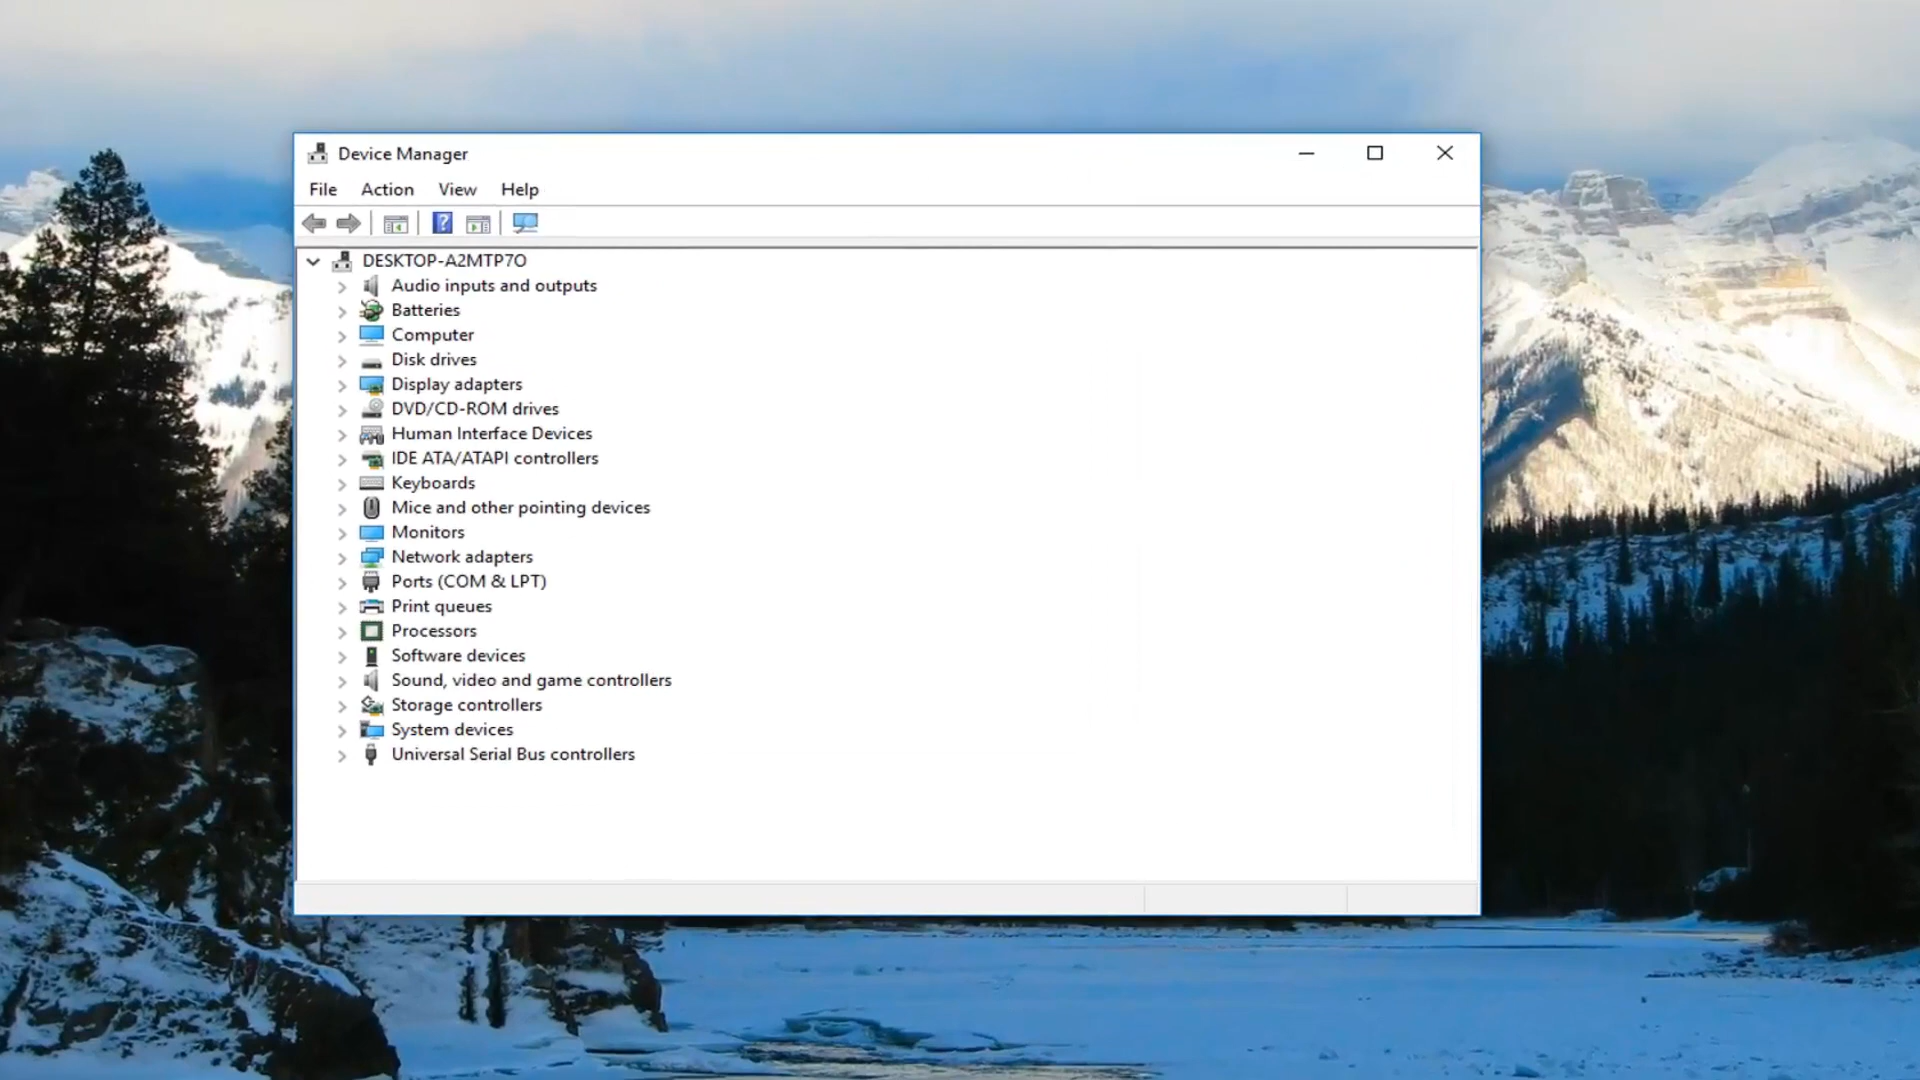 Device Manager
File Action View Help
DESKTOP-A2MTP7O
Audio inputs and outputs
Batteries
Computer
Disk drives
Display adapters
DVD/CD-ROM drives
Human Interface Devices
IDE ATA/ATAPI controllers
Keyboards
Mice and other pointing devices
Monitors
Network adapters
Ports (COM & LPT)
Print queues
Processors
Software devices
Sound, video and game controllers
Storage controllers
System devices
Universal Serial Bus controllers